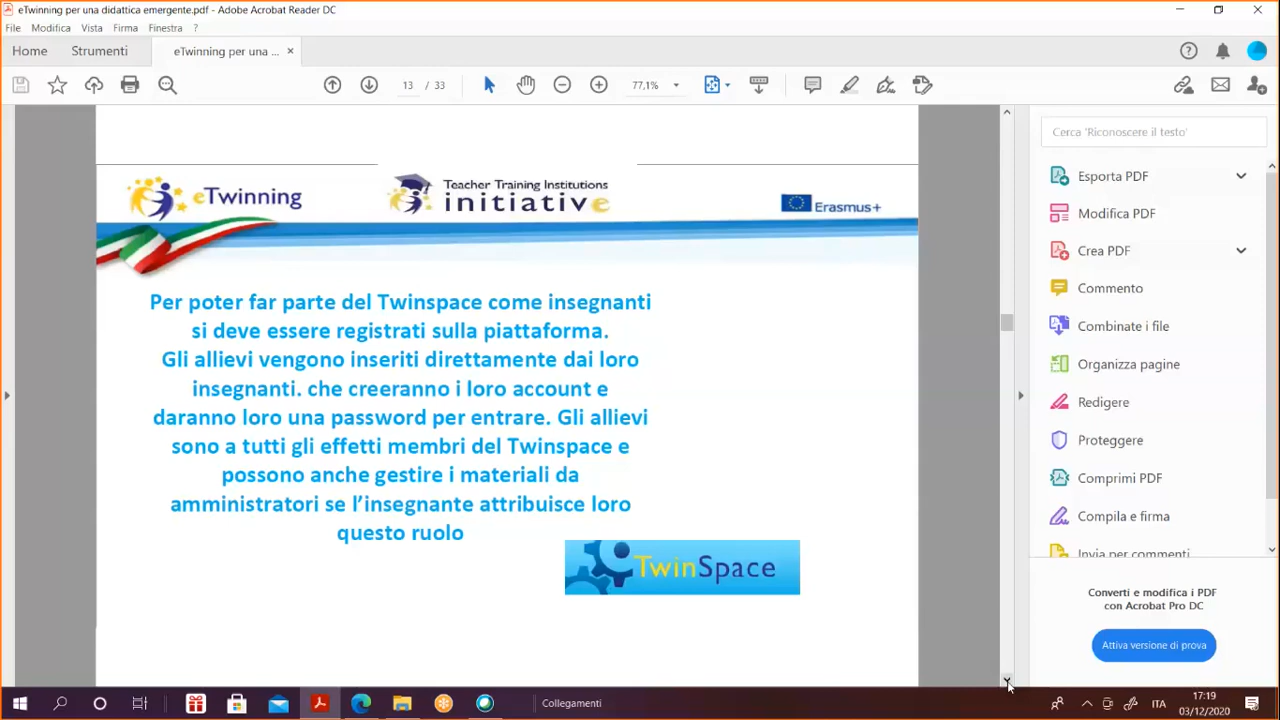 eTwinning per una didattica emergente.pdf - Adobe Acrobat Reader DC
File Modifica Vista Firma Finestra ?
Home Strumenti eTwinning per una ... ×
13 / 33 77,1%
Cerca 'Riconoscere il testo'
Esporta PDF
Modifica PDF
Crea PDF
Commento
Combinate i file
Organizza pagine
Redigere
Proteggere
Comprimi PDF
Compila e firma
Invia per commenti
Converti e modifica i PDF
con Acrobat Pro DC
Attiva versione di prova
eTwinning
Teacher Training Institutions
initiative
Erasmus+
Per poter far parte del Twinspace come insegnanti
si deve essere registrati sulla piattaforma.
Gli allievi vengono inseriti direttamente dai loro
insegnanti. che creeranno i loro account e
daranno loro una password per entrare. Gli allievi
sono a tutti gli effetti membri del Twinspace e
possono anche gestire i materiali da
amministratori se l’insegnante attribuisce loro
questo ruolo
TwinSpace
Collegamenti
ITA
17:19
03/12/2020